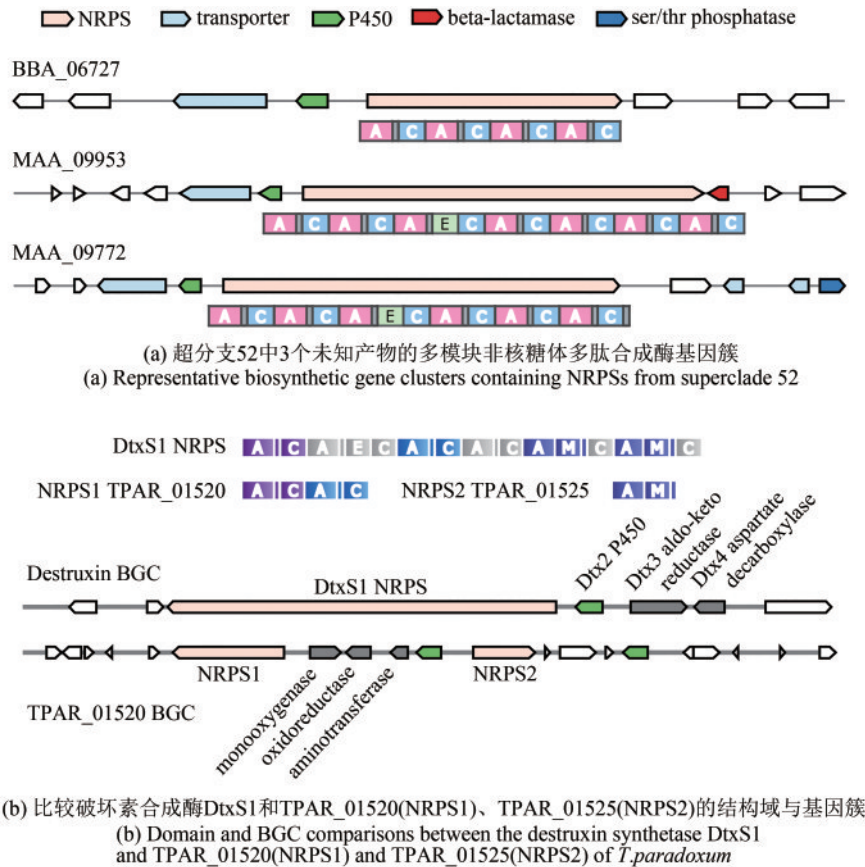 NRPS transporter P450 beta-lactamase ser/thr phosphatase
BBA_06727
A C A C A C A C
MAA_09953
A C A C A E C A C A C A C A C
MAA_09772
A C A C A E C A C A C A C
(a) 超分支52中3个未知产物的多模块非核糖体多肽合成酶基因簇
(a) Representative biosynthetic gene clusters containing NRPSs from superclade 52
DtxS1 NRPS A C A E C A C A C A M C A M C
NRPS1 TPAR_01520 A C A C NRPS2 TPAR_01525 A M
Dtx2 P450
Dtx3 aldo-keto
reductase
Dtx4 aspartate
decarboxylase
Destruxin BGC
DtxS1 NRPS
NRPS1
monooxygenase
oxidoreductase
aminotransferase
NRPS2
TPAR_01520 BGC
(b) 比较破坏素合成酶DtxS1和TPAR_01520(NRPS1)、TPAR_01525(NRPS2)的结构域与基因簇
(b) Domain and BGC comparisons between the destruxin synthetase DtxS1
and TPAR_01520(NRPS1) and TPAR_01525(NRPS2) of T.paradoxum